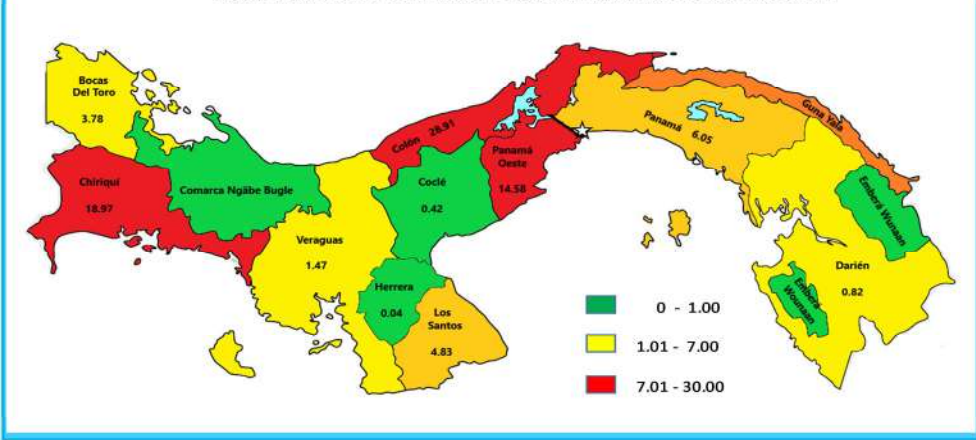 Bocas
Del Toro
3.78
Chiriquí
18.97
Comarca Ngäbe Bugle
Veraguas
1.47
Herrera
0.04
Los
Santos
4.83
Coclé
0.42
Colón 28.91
Panamá
Oeste
14.58
Panamá 6.05
Guna Yala
Emberá Wunaan
Darién
0.82
Emberá
Wounaan
0 - 1.00
1.01 - 7.00
7.01 - 30.00